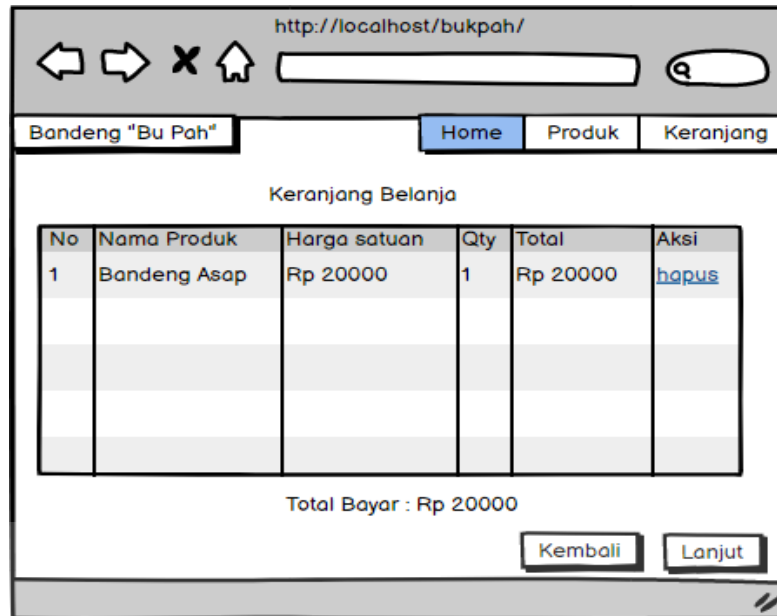 http://localhost/bukpah/
Bandeng "Bu Pah" Home Produk Keranjang
Keranjang Belanja
No Nama Produk Harga satuan Qty Total Aksi
1 Bandeng Asap Rp 20000 1 Rp 20000 hapus
Total Bayar : Rp 20000
Kembali Lanjut